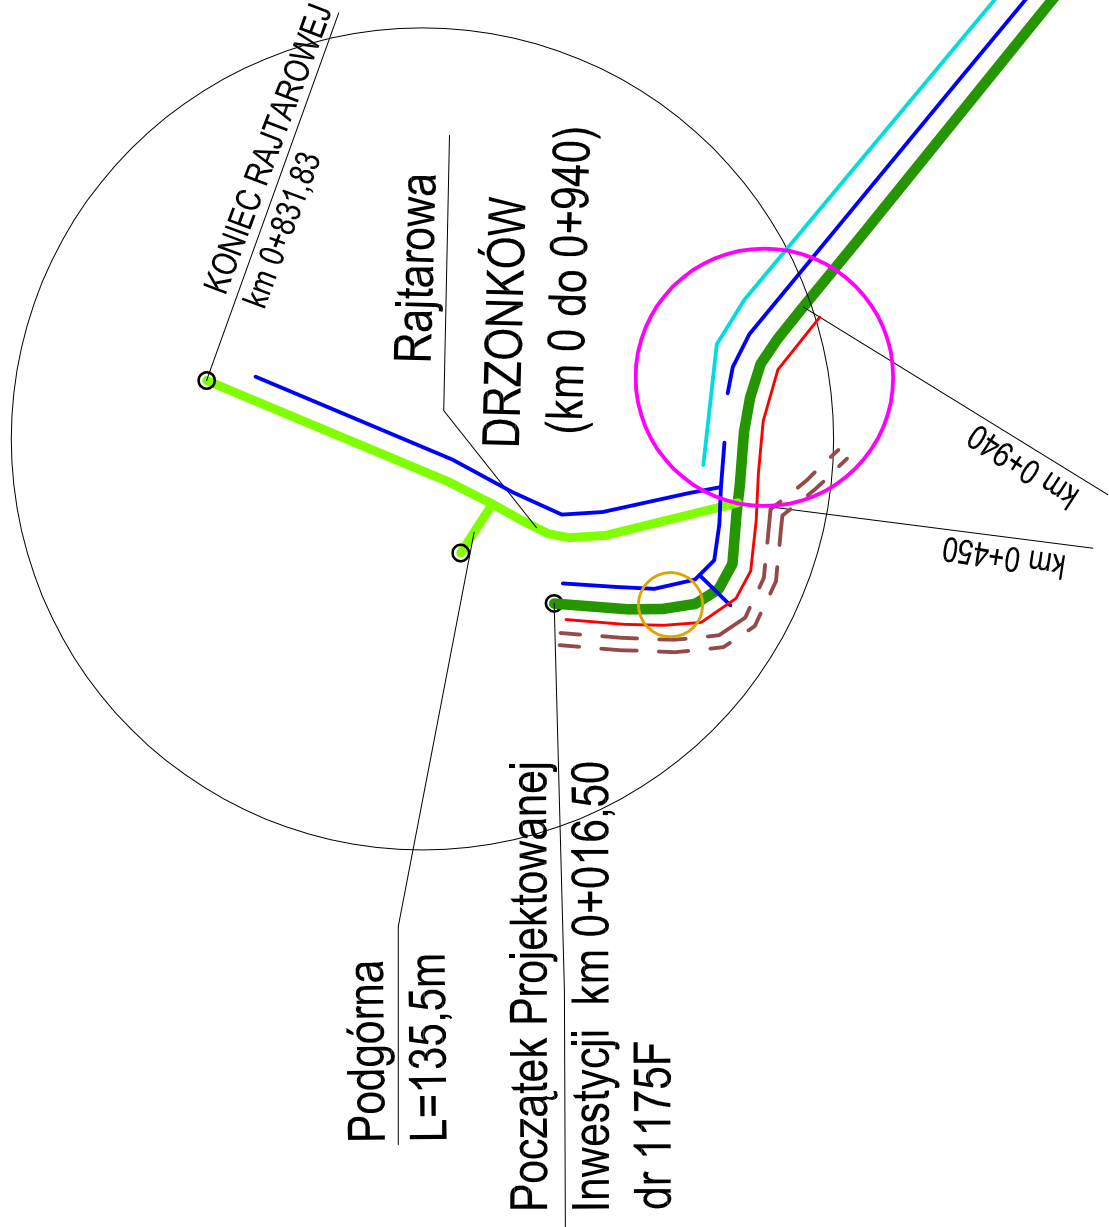 KONIEC RAJTAROWEJ
km 0+831,83
Rajtarowa
DRZONKÓW
(km 0 do 0+940)
km 0+940
km 0+450
Podgórna
L=135,5m
Początek Projektowanej
Inwestycji km 0+016,50
dr 1175F